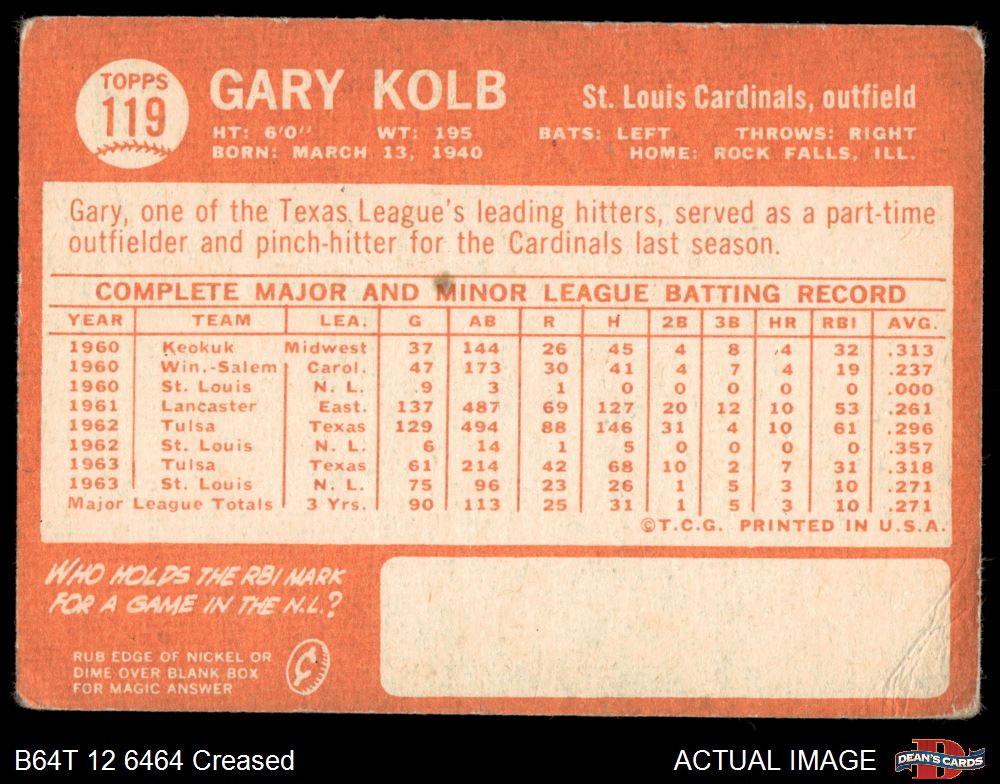 TOPPS
119
GARY KOLB
St. Louis Cardinals, outfield
HT: 6'0" WT: 195 BATS: LEFT THROWS: RIGHT
BORN: MARCH 13, 1940 HOME: ROCK FALLS, ILL.
Gary, one of the Texas League's leading hitters, served as a part-time
outfielder and pinch-hitter for the Cardinals last season.
COMPLETE MAJOR AND MINOR LEAGUE BATTING RECORD
YEAR TEAM LEA. G AB R H 2B 3B HR RBI AVG.
1960 Keokuk Midwest 37 144 26 45 4 8 4 32 .313
1960 Win.-Salem Carol. 47 173 30 41 4 7 4 19 .237
1960 St. Louis N. L. 9 3 1 0 0 0 0 0 .000
1961 Lancaster East. 137 487 69 127 20 12 10 53 .261
1962 Tulsa Texas 129 494 88 146 31 4 10 61 .296
1962 St. Louis N. L. 6 14 1 5 0 0 0 0 .357
1963 Tulsa Texas 61 214 42 68 10 2 7 31 .318
1963 St. Louis N. L. 75 96 23 26 1 5 3 10 .271
Major League Totals 3 Yrs. 90 113 25 31 1 5 3 10 .271
©T.C.G. PRINTED IN U.S.A.
WHO HOLDS THE RBI MARK
FOR A GAME IN THE N.L.?
RUB EDGE OF NICKEL OR
DIME OVER BLANK BOX
FOR MAGIC ANSWER
¢
B64T 12 6464 Creased
ACTUAL IMAGE
D
DEAN'S CARDS